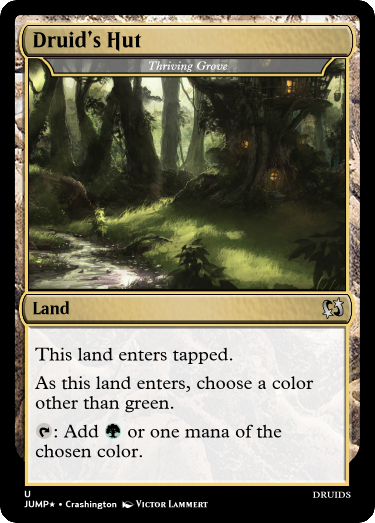 Druid's Hut
Thriving Grove
Land
This land enters tapped.
As this land enters, choose a color
other than green.
: Add or one mana of the
chosen color.
U
JUMP★ • Crashington VICTOR LAMMERT
DRUIDS